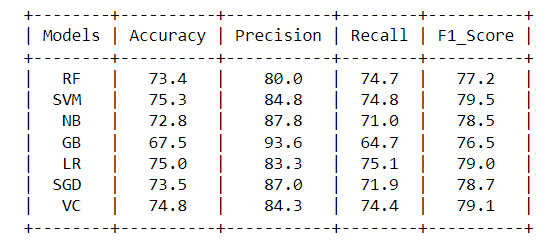 +--------+----------+-----------+--------+----------+
| Models | Accuracy | Precision | Recall | F1_Score |
+--------+----------+-----------+--------+----------+
|   RF   |   73.4   |    80.0   |  74.7  |   77.2   |
|  SVM   |   75.3   |    84.8   |  74.8  |   79.5   |
|   NB   |   72.8   |    87.8   |  71.0  |   78.5   |
|   GB   |   67.5   |    93.6   |  64.7  |   76.5   |
|   LR   |   75.0   |    83.3   |  75.1  |   79.0   |
|  SGD   |   73.5   |    87.0   |  71.9  |   78.7   |
|   VC   |   74.8   |    84.3   |  74.4  |   79.1   |
+--------+----------+-----------+--------+----------+